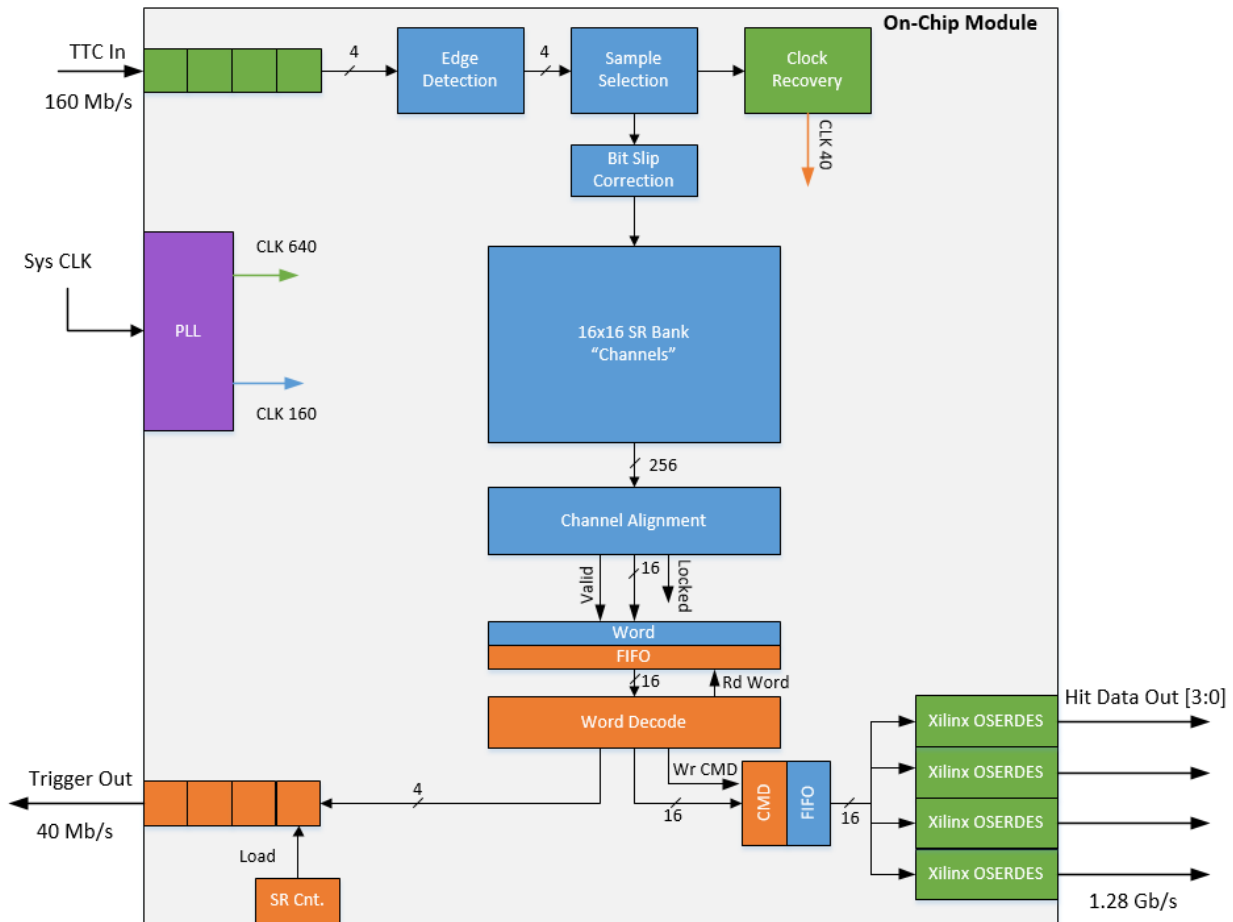 On-Chip Module
TTC In
160 Mb/s
4
Edge
Detection
4
Sample
Selection
Clock
Recovery
CLK 40
Bit Slip
Correction
Sys CLK
PLL
CLK 640
CLK 160
16x16 SR Bank
“Channels”
256
Channel Alignment
Valid
16
Locked
Word
FIFO
16
Rd Word
Word Decode
Wr CMD
16
CMD
FIFO
16
Hit Data Out [3:0]
Xilinx OSERDES
Xilinx OSERDES
Xilinx OSERDES
Xilinx OSERDES
1.28 Gb/s
Trigger Out
40 Mb/s
4
Load
SR Cnt.